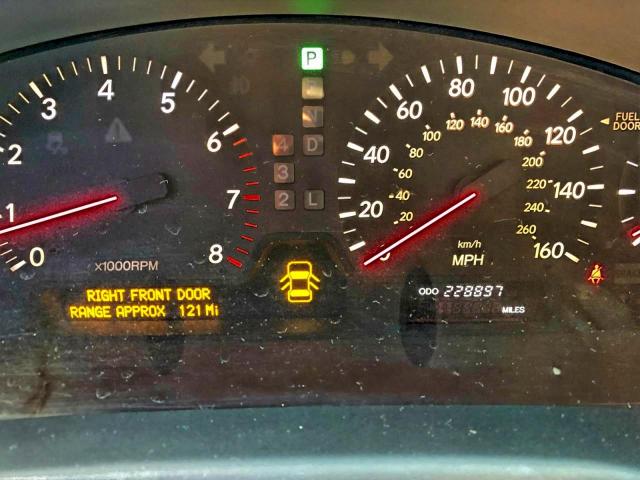 P
R
N
4 D
3
2 L
0 1 2 3 4 5 6 7 8
x1000RPM
0 20 40 60 80 100 120 140 160
20 40 60 80 100 120 140 160 180 200 220 240 260
km/h
MPH
FUEL
DOOR
RIGHT FRONT DOOR
RANGE APPROX 121 Mi
ODO 228897
MILES